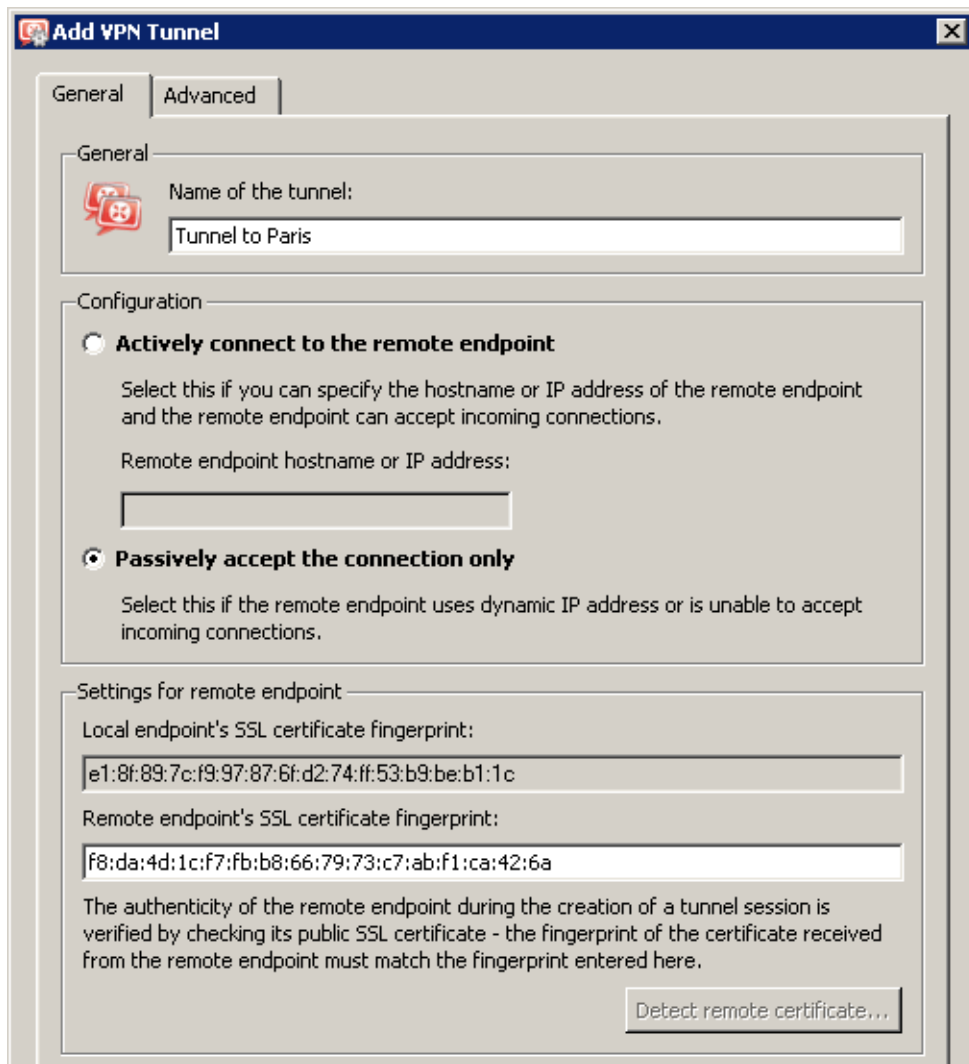 Add VPN Tunnel
General
Advanced
General
Name of the tunnel:
Tunnel to Paris
Configuration
Actively connect to the remote endpoint
Select this if you can specify the hostname or IP address of the remote endpoint
and the remote endpoint can accept incoming connections.
Remote endpoint hostname or IP address:
Passively accept the connection only
Select this if the remote endpoint uses dynamic IP address or is unable to accept
incoming connections.
Settings for remote endpoint
Local endpoint's SSL certificate fingerprint:
e1:8f:89:7c:f9:97:87:6f:d2:74:ff:53:b9:be:b1:1c
Remote endpoint's SSL certificate fingerprint:
f8:da:4d:1c:f7:fb:b8:66:79:73:c7:ab:f1:ca:42:6a
The authenticity of the remote endpoint during the creation of a tunnel session is
verified by checking its public SSL certificate - the fingerprint of the certificate received
from the remote endpoint must match the fingerprint entered here.
Detect remote certificate...